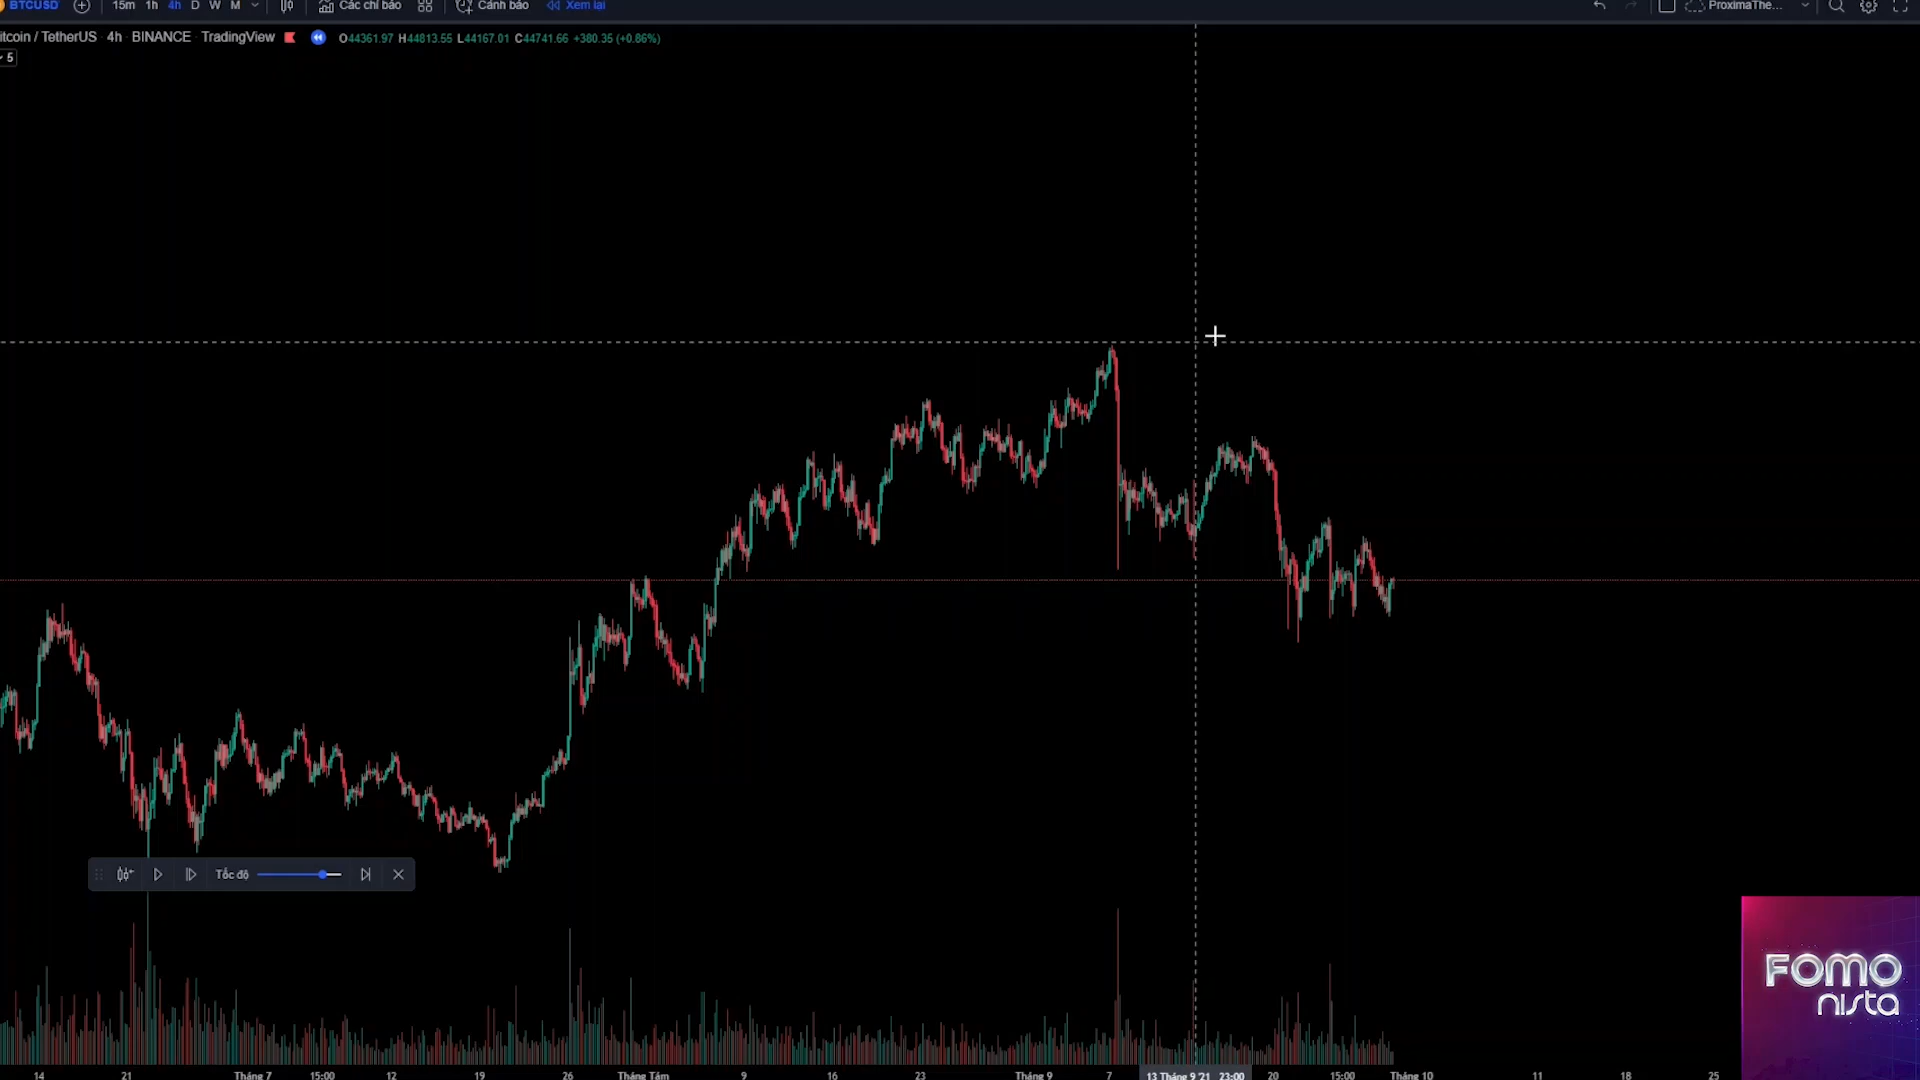 BTCUSD 15m 1h 4h D W M Các chỉ báo Cảnh báo Xem lại ProximaThe...
itcoin / TetherUS 4h BINANCE TradingView O44361.97 H44813.55 L44167.01 C44741.66 +380.35 (+0.86%)
5
Tốc độ
FOMO
nista
14 21 Tháng 7 15:00 12 19 26 Tháng Tám 9 16 23 Tháng 9 7 13 Tháng 9 '21 23:00 20 15:00 Tháng 10 11 18 25